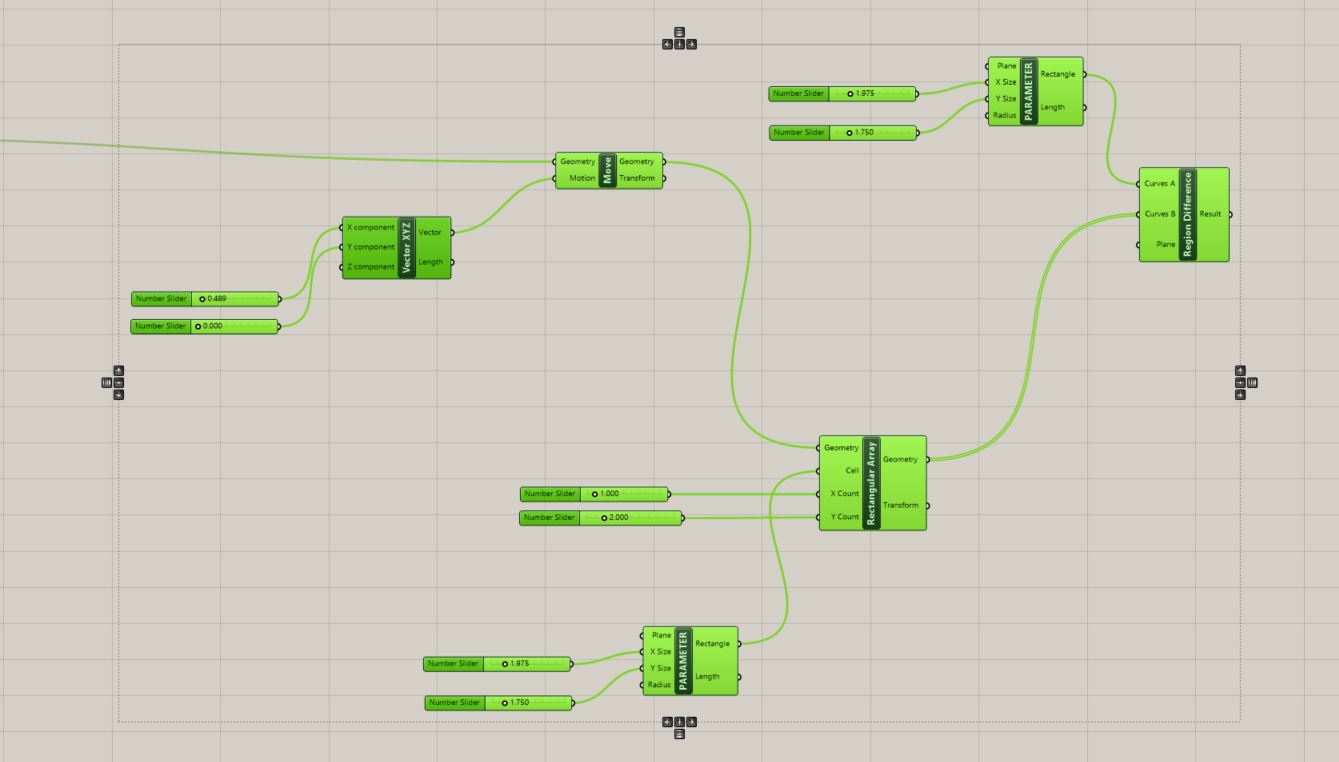 Plane
X Size
Y Size
Radius
PARAMETER
Rectangle
Length
Number Slider 1.975
Number Slider 1.750
Geometry
Motion
Move
Geometry
Transform
Curves A
Curves B
Plane
Region Difference
Result
X component
Y component
Z component
Vector XYZ
Vector
Length
Number Slider 0.489
Number Slider 0.000
Geometry
Cell
X Count
Y Count
Rectangular Array
Geometry
Transform
Number Slider 1.000
Number Slider 2.000
Plane
X Size
Y Size
Radius
PARAMETER
Rectangle
Length
Number Slider 1.975
Number Slider 1.750